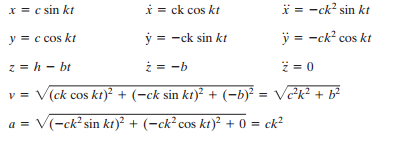 x = c sin kt ẋ = ck cos kt ẍ = −ck² sin kt
y = c cos kt ẏ = −ck sin kt ÿ = −ck² cos kt
z = h − bt ż = −b z̈ = 0
v = √(ck cos kt)² + (−ck sin kt)² + (−b)² = √c²k² + b²
a = √(−ck² sin kt)² + (−ck² cos kt)² + 0 = ck²